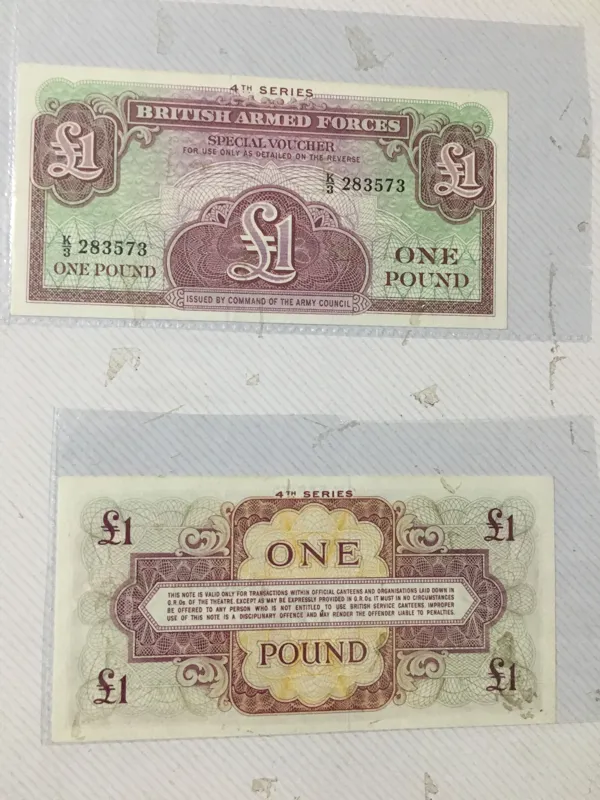 4TH SERIES
BRITISH ARMED FORCES
SPECIAL VOUCHER
FOR USE ONLY AS DETAILED ON THE REVERSE
£1
£1
K/3 283573
£1
K/3 283573
ONE POUND
ONE
POUND
ISSUED BY COMMAND OF THE ARMY COUNCIL
4TH SERIES
£1
£1
ONE
THIS NOTE IS VALID ONLY FOR TRANSACTIONS WITHIN OFFICIAL CANTEENS AND ORGANISATIONS LAID DOWN IN
G.R.Os. OF THE THEATRE, EXCEPT AS MAY BE EXPRESSLY PROVIDED IN G.R.Os. IT MUST IN NO CIRCUMSTANCES
BE OFFERED TO ANY PERSON WHO IS NOT ENTITLED TO USE BRITISH SERVICE CANTEENS. IMPROPER
USE OF THIS NOTE IS A DISCIPLINARY OFFENCE AND MAY RENDER THE OFFENDER LIABLE TO PENALTIES.
POUND
£1
£1